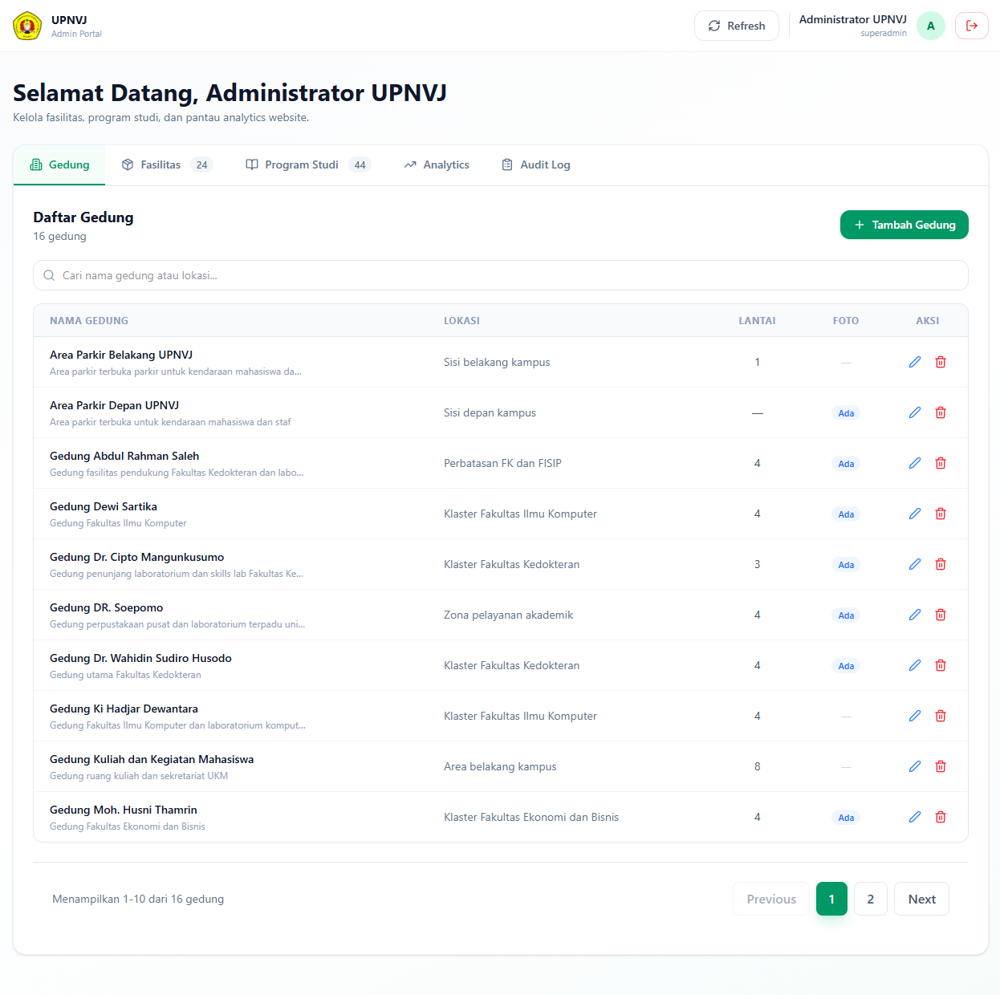 UPNVJ
Admin Portal
Refresh
Administrator UPNVJ
superadmin
A
Selamat Datang, Administrator UPNVJ
Kelola fasilitas, program studi, dan pantau analytics website.
Gedung
Fasilitas 24
Program Studi 44
Analytics
Audit Log
Daftar Gedung
16 gedung
+ Tambah Gedung
Cari nama gedung atau lokasi...
NAMA GEDUNG LOKASI LANTAI FOTO AKSI
Area Parkir Belakang UPNVJ
Area parkir terbuka parkir untuk kendaraan mahasiswa da...
Sisi belakang kampus 1 —
Area Parkir Depan UPNVJ
Area parkir terbuka untuk kendaraan mahasiswa dan staf
Sisi depan kampus — Ada
Gedung Abdul Rahman Saleh
Gedung fasilitas pendukung Fakultas Kedokteran dan labo...
Perbatasan FK dan FISIP 4 Ada
Gedung Dewi Sartika
Gedung Fakultas Ilmu Komputer
Klaster Fakultas Ilmu Komputer 4 Ada
Gedung Dr. Cipto Mangunkusumo
Gedung penunjang laboratorium dan skills lab Fakultas Ke...
Klaster Fakultas Kedokteran 3 Ada
Gedung DR. Soepomo
Gedung perpustakaan pusat dan laboratorium terpadu uni...
Zona pelayanan akademik 4 Ada
Gedung Dr. Wahidin Sudiro Husodo
Gedung utama Fakultas Kedokteran
Klaster Fakultas Kedokteran 4 Ada
Gedung Ki Hadjar Dewantara
Gedung Fakultas Ilmu Komputer dan laboratorium komput...
Klaster Fakultas Ilmu Komputer 4 —
Gedung Kuliah dan Kegiatan Mahasiswa
Gedung ruang kuliah dan sekretariat UKM
Area belakang kampus 8 —
Gedung Moh. Husni Thamrin
Gedung Fakultas Ekonomi dan Bisnis
Klaster Fakultas Ekonomi dan Bisnis 4 Ada
Menampilkan 1-10 dari 16 gedung
Previous 1 2 Next